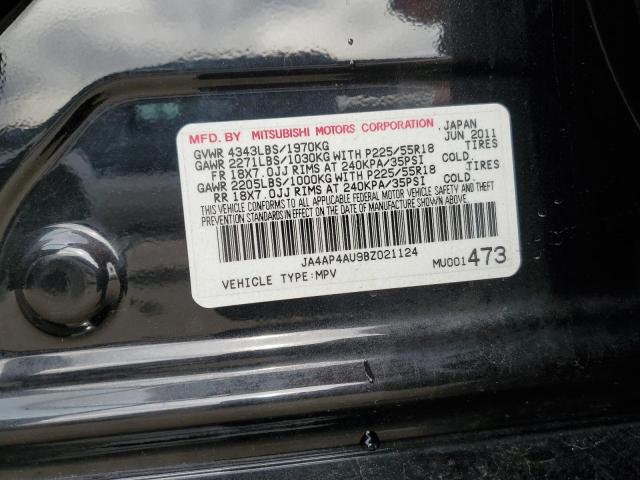 MFD. BY MITSUBISHI MOTORS CORPORATION, JAPAN
GVWR 4343LBS/1970KG JUN 2011
GAWR 2271LBS/1030KG WITH P225/55R18 TIRES
FR 18X7.0JJ RIMS AT 240KPA/35PSI COLD.
GAWR 2205LBS/1000KG WITH P225/55R18 TIRES
RR 18X7.0JJ RIMS AT 240KPA/35PSI COLD.
THIS VEHICLE CONFORMS TO ALL APPLICABLE FEDERAL MOTOR VEHICLE SAFETY AND THEFT
PREVENTION STANDARDS IN EFFECT ON THE DATE OF MANUFACTURE SHOWN ABOVE.
JA4AP4AU9BZ021124
VEHICLE TYPE:MPV MU001473